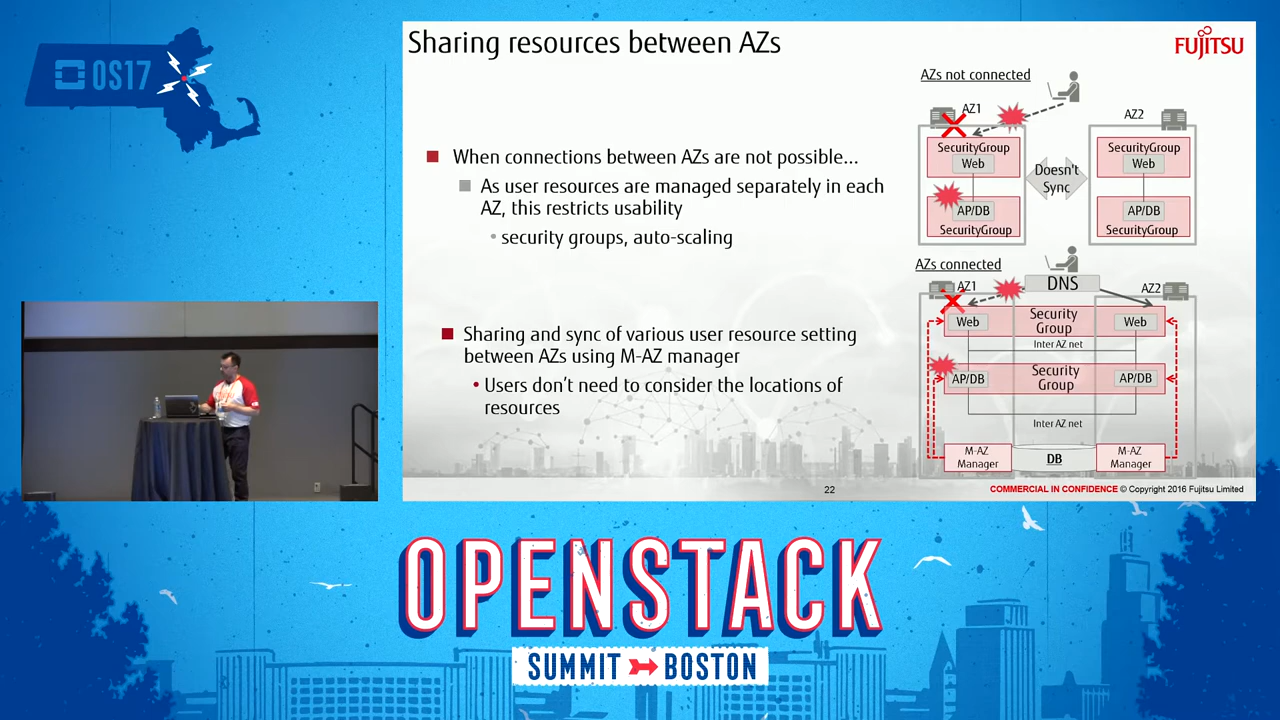 OS17
Sharing resources between AZs
FUJITSU
When connections between AZs are not possible...
As user resources are managed separately in each
AZ, this restricts usability
security groups, auto-scaling
Sharing and sync of various user resource setting
between AZs using M-AZ manager
Users don't need to consider the locations of
resources
AZs not connected
AZ1
AZ2
SecurityGroup
Web
AP/DB
SecurityGroup
Doesn't
Sync
SecurityGroup
Web
AP/DB
SecurityGroup
AZs connected
DNS
AZ1
AZ2
Web
Security
Group
Web
Inter AZ net
AP/DB
Security
Group
AP/DB
Inter AZ net
M-AZ
Manager
DB
M-AZ
Manager
22
COMMERCIAL IN CONFIDENCE © Copyright 2016 Fujitsu Limited
OPENSTACK
SUMMIT BOSTON